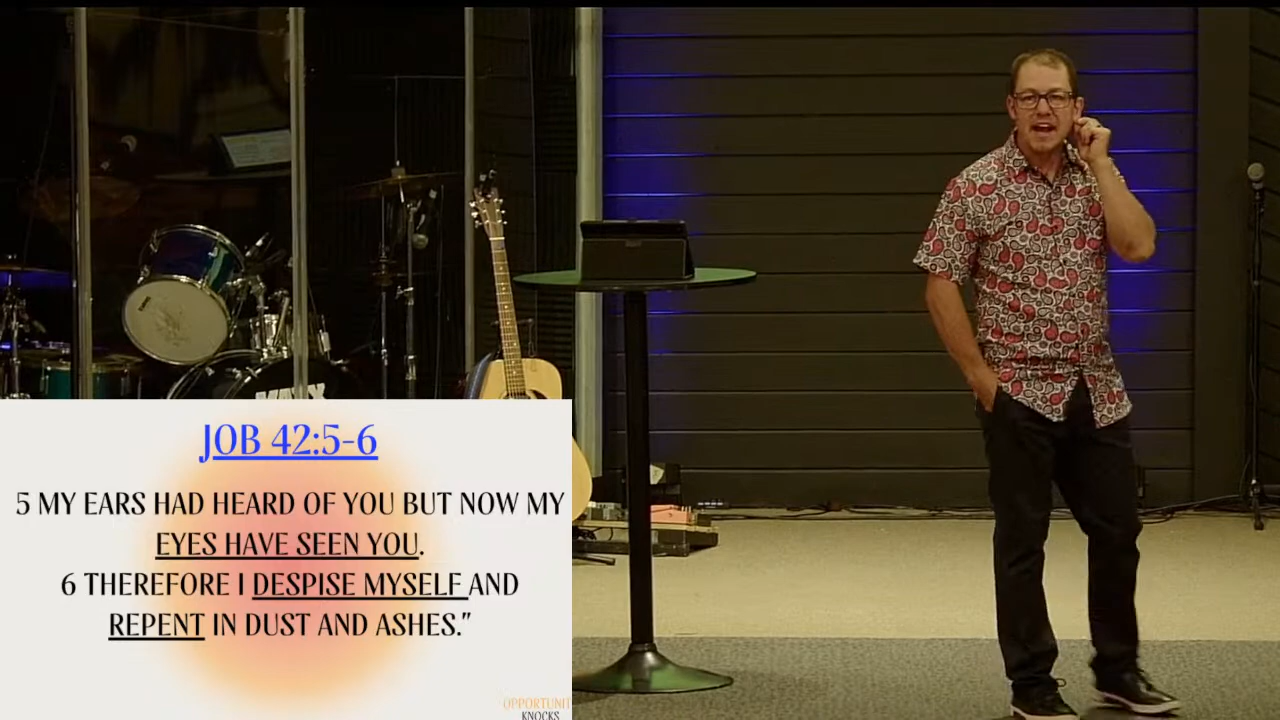 JOB 42:5-6
5 MY EARS HAD HEARD OF YOU BUT NOW MY
EYES HAVE SEEN YOU.
6 THEREFORE I DESPISE MYSELF AND
REPENT IN DUST AND ASHES."
KNOCKS